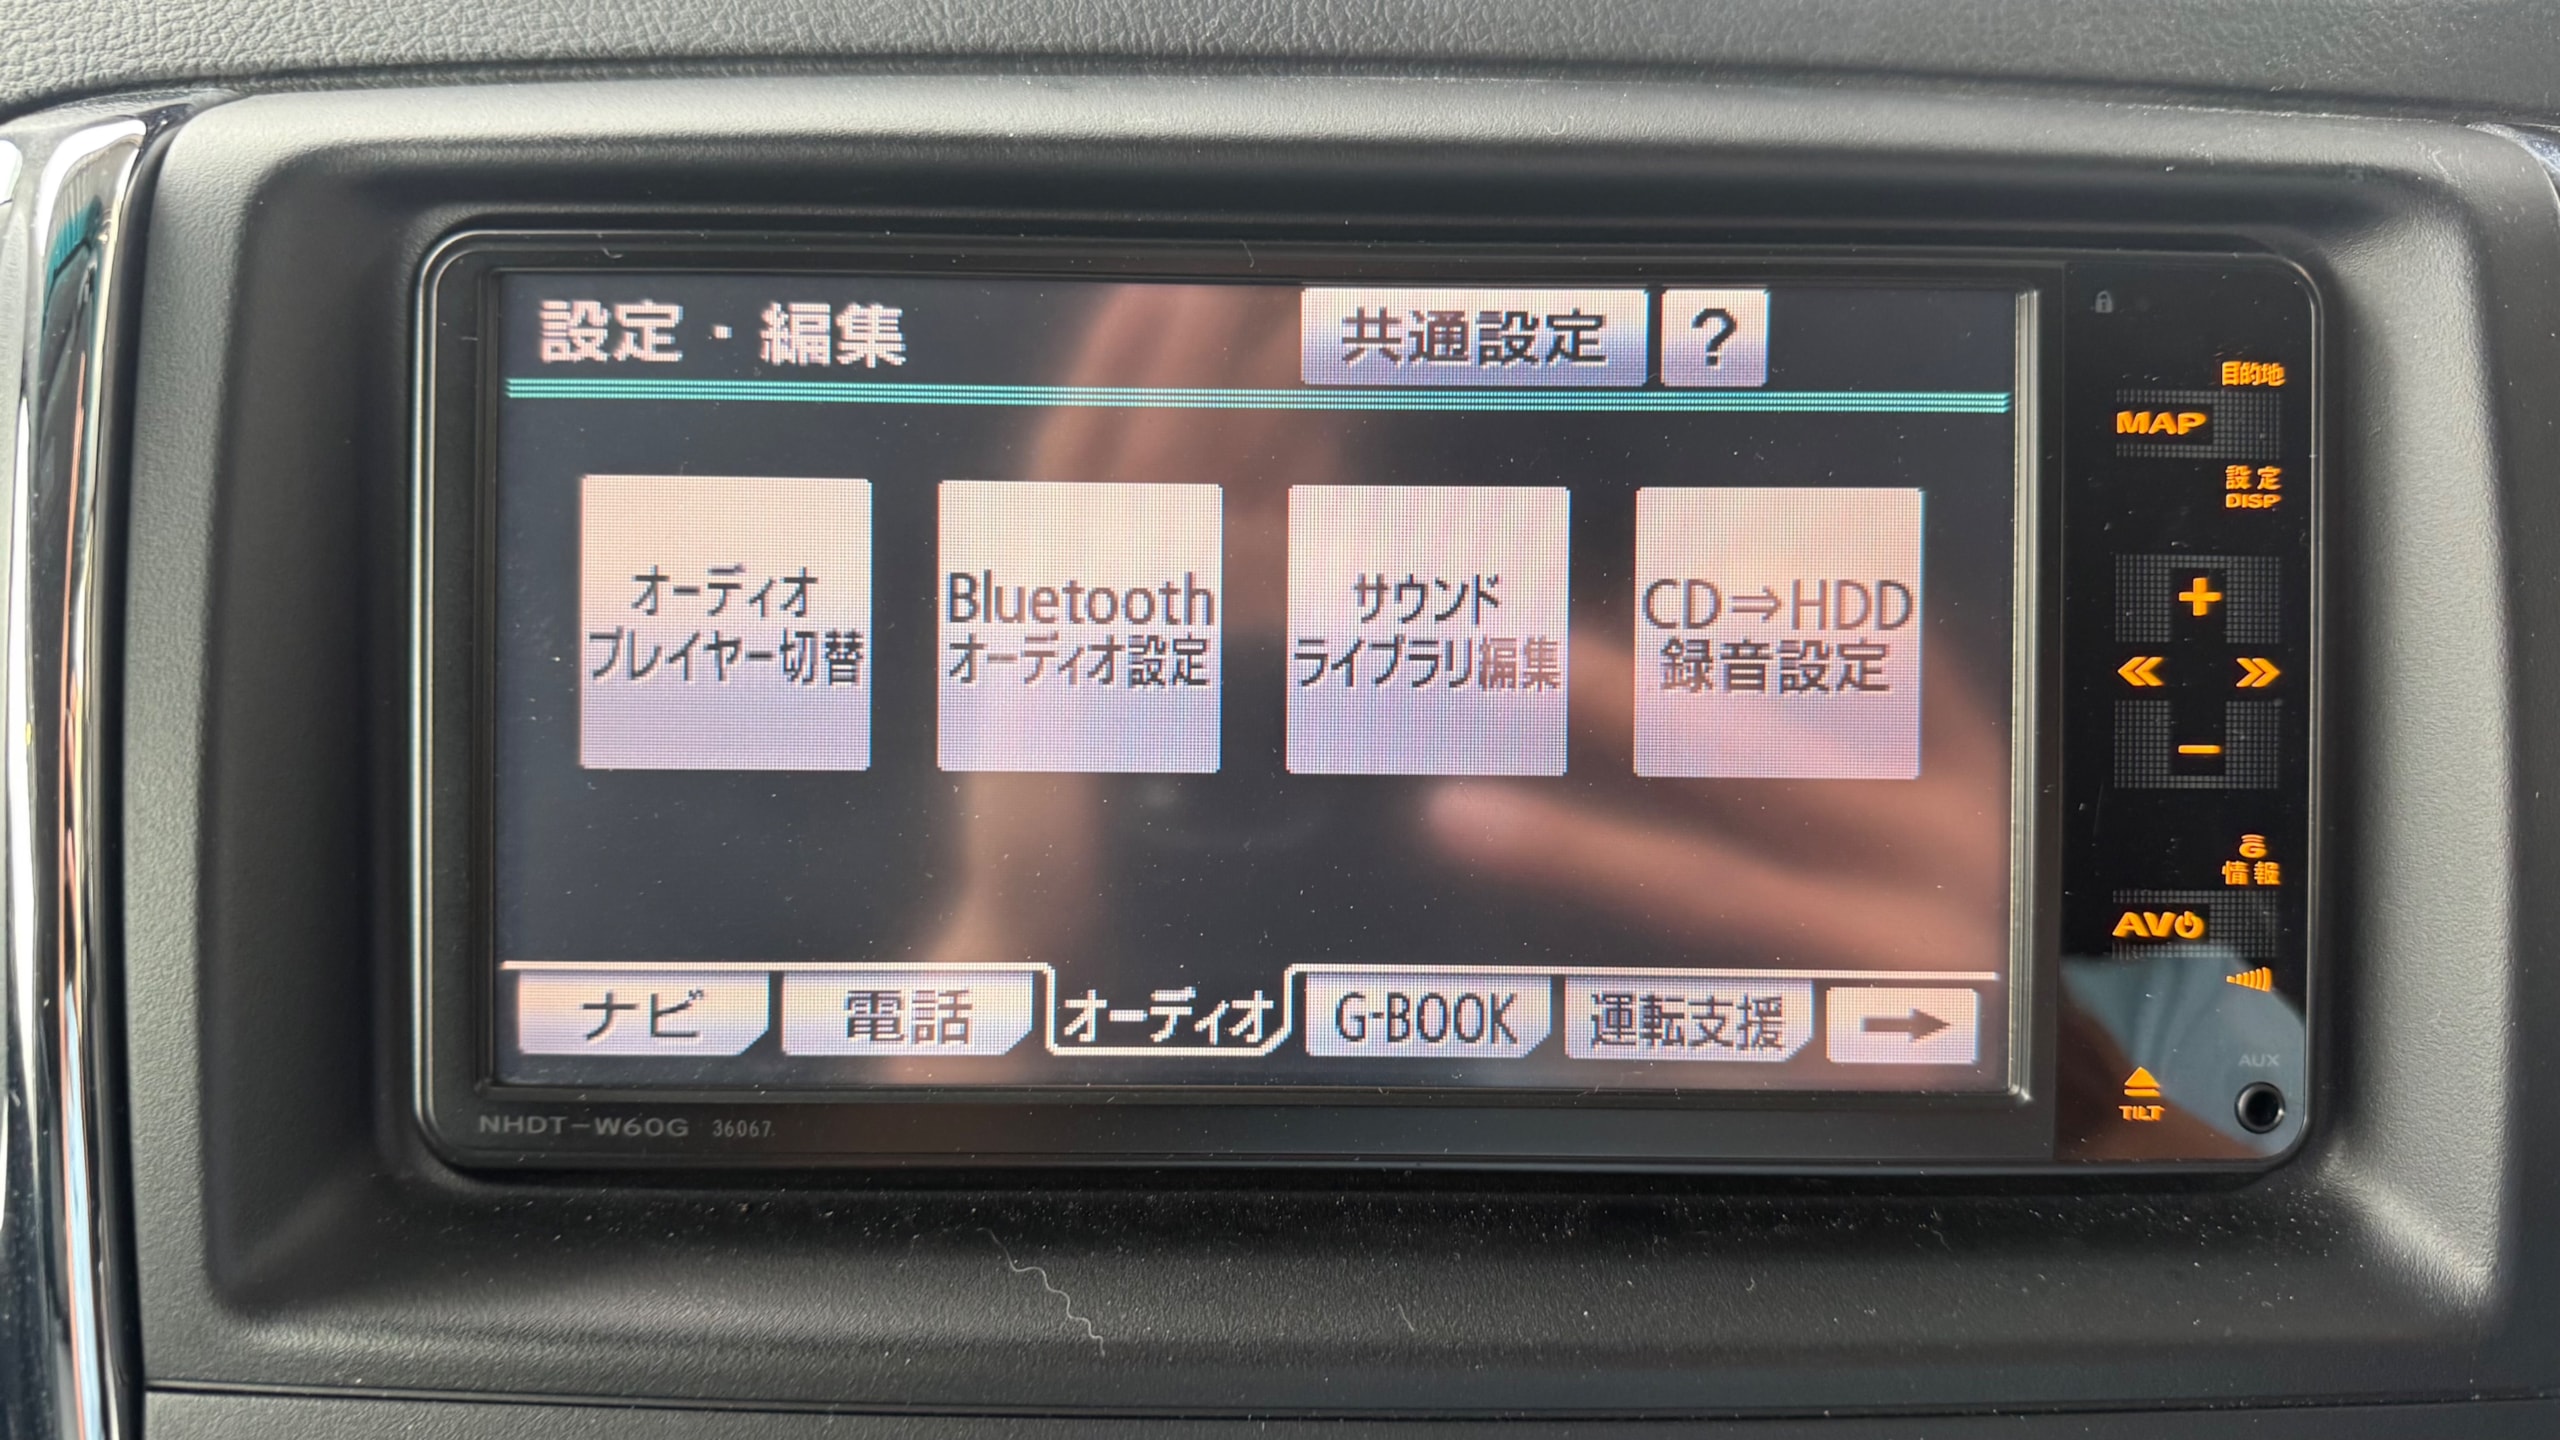 設定・編集
共通設定
?
オーディオ
プレイヤー切替
Bluetooth
オーディオ設定
サウンド
ライブラリ編集
CD⇒HDD
録音設定
ナビ
電話
オーディオ
G-BOOK
運転支援
→
目的地
MAP
設定
DISP
+
−
G
情報
AV
AUX
TILT
NHDT-W60G 36067